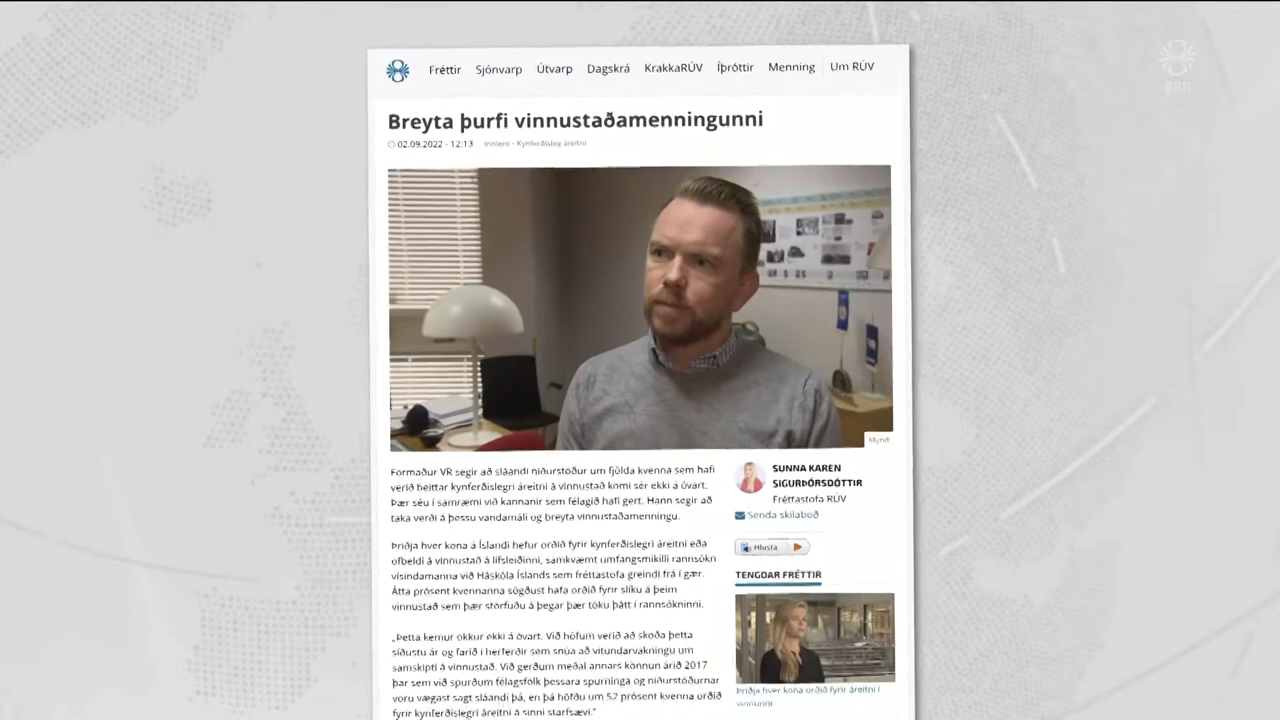 Fréttir Sjónvarp Útvarp Dagskrá KrakkaRÚV Íþróttir Menning Um RÚV
Breyta þurfi vinnustaðamenningunni
02.09.2022 - 12:13 Innlent - Kynferðisleg áreitni
Mynd:
Formaður VR segir að sláandi niðurstöður um fjölda kvenna sem hafi
verið beittar kynferðislegri áreitni á vinnustað komi sér ekki á óvart.
Þær séu í samræmi við kannanir sem félagið hafi gert. Hann segir að
taka verði á þessu vandamáli og breyta vinnustaðamenningu.
Þriðja hver kona á Íslandi hefur orðið fyrir kynferðislegri áreitni eða
ofbeldi á vinnustað á lífsleiðinni, samkvæmt umfangsmikilli rannsókn
vísindamanna við Háskóla Íslands sem fréttastofa greindi frá í gær.
Átta prósent kvennanna sögðust hafa orðið fyrir slíku á þeim
vinnustað sem þær störfuðu á þegar þær tóku þátt í rannsókninni.
„Þetta kemur okkur ekki á óvart. Við höfum verið að skoða þetta
síðustu ár og farið í herferðir sem snúa að vitundarvakningu um
samskipti á vinnustað. Við gerðum meðal annars könnun árið 2017
þar sem við spurðum félagsfólk þessara spurninga og niðurstöðurnar
voru vægast sagt sláandi þá, en þá höfðu um 52 prósent kvenna orðið
fyrir kynferðislegri áreitni á sinni starfsævi.“
SUNNA KAREN
SIGURÞÓRSDÓTTIR
Fréttastofa RÚV
Senda skilaboð
Hlusta
TENGDAR FRÉTTIR
Þriðja hver kona orðið fyrir áreitni í
vinnunni
RÚV